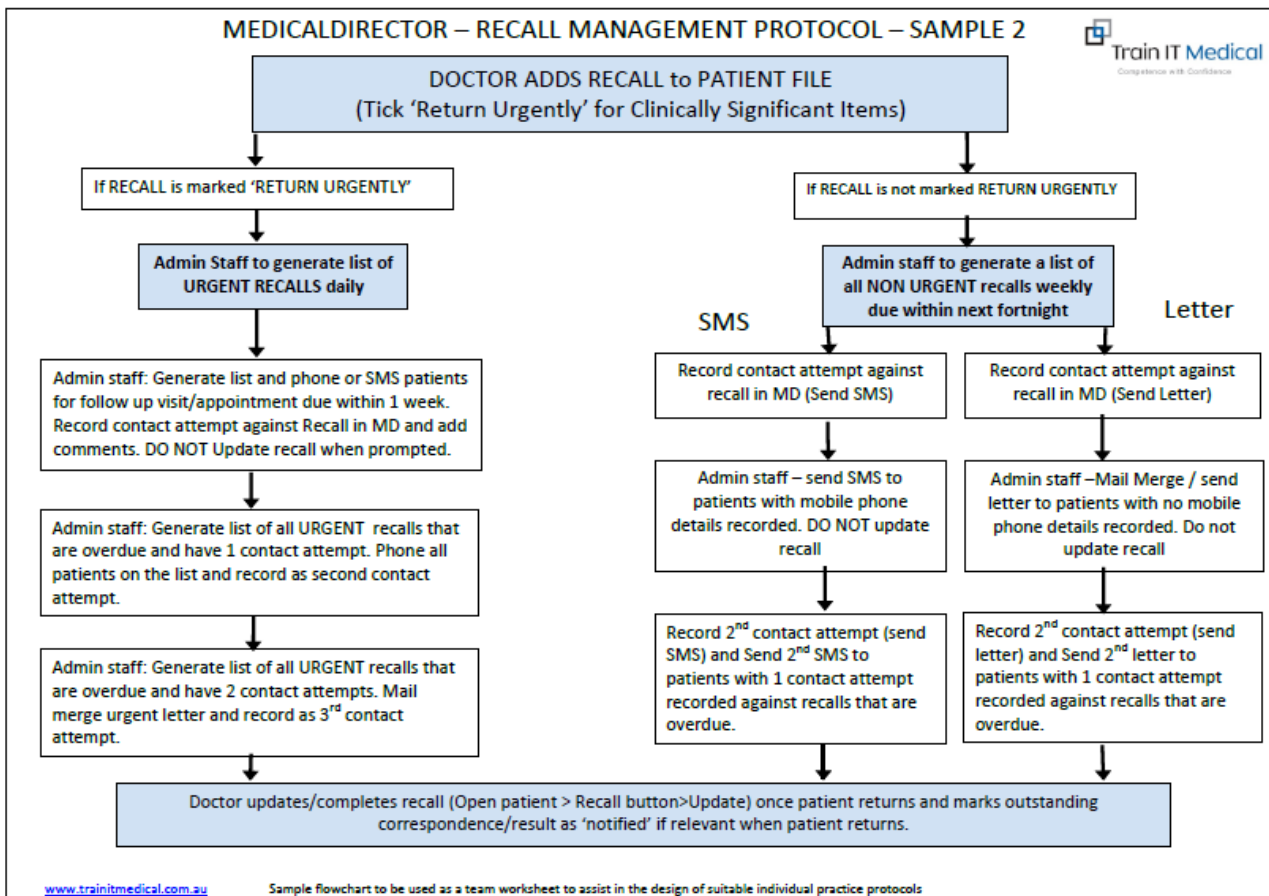 MEDICALDIRECTOR – RECALL MANAGEMENT PROTOCOL – SAMPLE 2
Train IT Medical
Competence with Confidence
DOCTOR ADDS RECALL to PATIENT FILE
(Tick ‘Return Urgently’ for Clinically Significant Items)
If RECALL is marked ‘RETURN URGENTLY’
Admin Staff to generate list of
URGENT RECALLS daily
Admin staff: Generate list and phone or SMS patients
for follow up visit/appointment due within 1 week.
Record contact attempt against Recall in MD and add
comments. DO NOT Update recall when prompted.
Admin staff: Generate list of all URGENT recalls that
are overdue and have 1 contact attempt. Phone all
patients on the list and record as second contact
attempt.
Admin staff: Generate list of all URGENT recalls that
are overdue and have 2 contact attempts. Mail
merge urgent letter and record as 3rd contact
attempt.
If RECALL is not marked RETURN URGENTLY
Admin staff to generate a list of
all NON URGENT recalls weekly
due within next fortnight
SMS
Record contact attempt against
recall in MD (Send SMS)
Admin staff – send SMS to
patients with mobile phone
details recorded. DO NOT update
recall
Record 2nd contact attempt (send
SMS) and Send 2nd SMS to
patients with 1 contact attempt
recorded against recalls that are
overdue.
Letter
Record contact attempt against
recall in MD (Send Letter)
Admin staff –Mail Merge / send
letter to patients with no mobile
phone details recorded. Do not
update recall
Record 2nd contact attempt (send
letter) and Send 2nd letter to
patients with 1 contact attempt
recorded against recalls that are
overdue.
Doctor updates/completes recall (Open patient > Recall button>Update) once patient returns and marks outstanding
correspondence/result as ‘notified’ if relevant when patient returns.
www.trainitmedical.com.au
Sample flowchart to be used as a team worksheet to assist in the design of suitable individual practice protocols